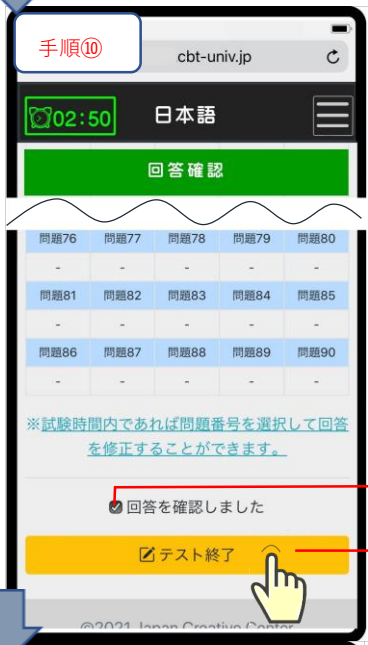 手順⑩
cbt-univ.jp
02:50 日本語
回答確認
問題76 問題77 問題78 問題79 問題80
- - - - -
問題81 問題82 問題83 問題84 問題85
- - - - -
問題86 問題87 問題88 問題89 問題90
- - - - -
※試験時間内であれば問題番号を選択して回答
を修正することができます。
回答を確認しました
テスト終了
©2021 Japan Creative Center